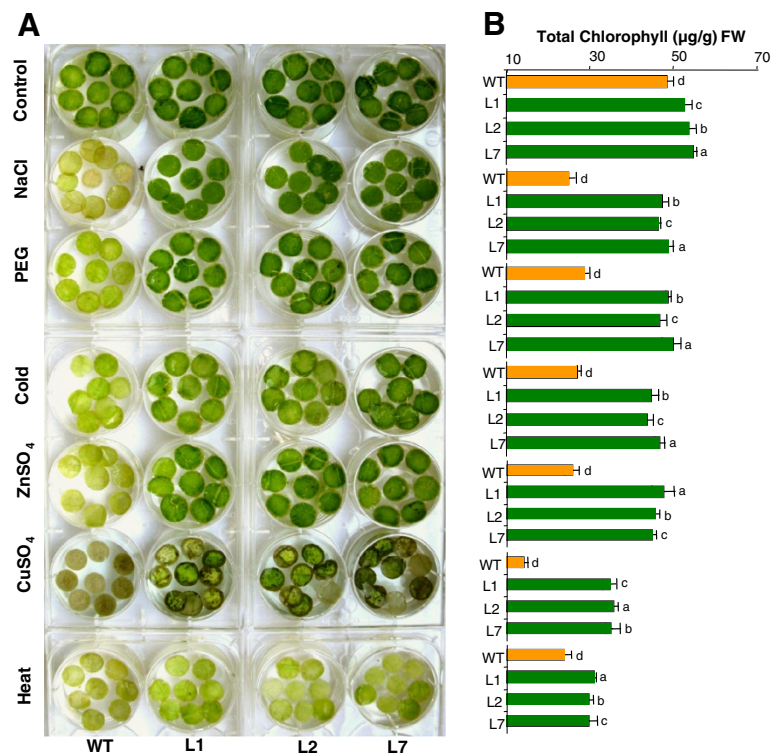 A
Control
NaCl
PEG
Cold
ZnSO4
CuSO4
Heat
WT L1 L2 L7
B
Total Chlorophyll (µg/g) FW
10 30 50 70
WT d
L1 c
L2 b
L7 a
WT d
L1 b
L2 c
L7 a
WT d
L1 b
L2 c
L7 a
WT d
L1 b
L2 c
L7 a
WT d
L1 a
L2 b
L7 c
WT d
L1 c
L2 a
L7 b
WT d
L1 a
L2 b
L7 c